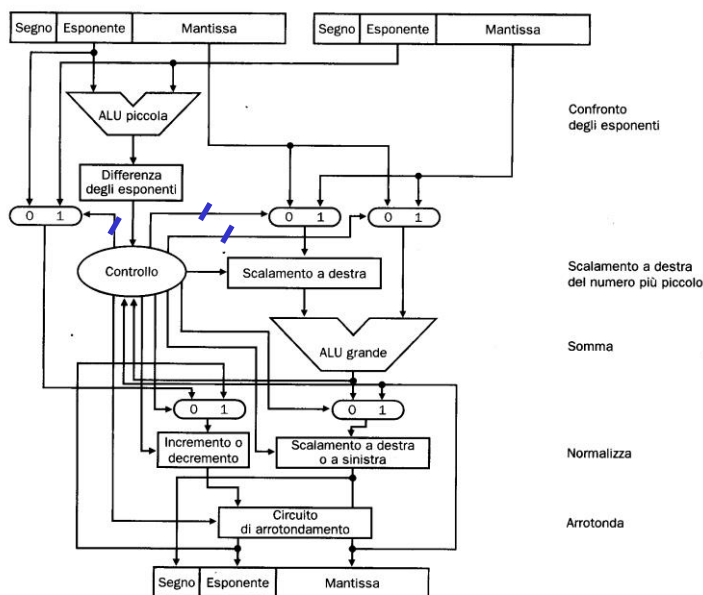 Segno Esponente Mantissa
Segno Esponente Mantissa
ALU piccola
Confronto
degli esponenti
Differenza
degli esponenti
0 1
0 1
0 1
Controllo
Scalamento a destra
Scalamento a destra
del numero più piccolo
ALU grande
Somma
0 1
0 1
Incremento o
decremento
Scalamento a destra
o a sinistra
Normalizza
Circuito
di arrotondamento
Arrotonda
Segno Esponente Mantissa